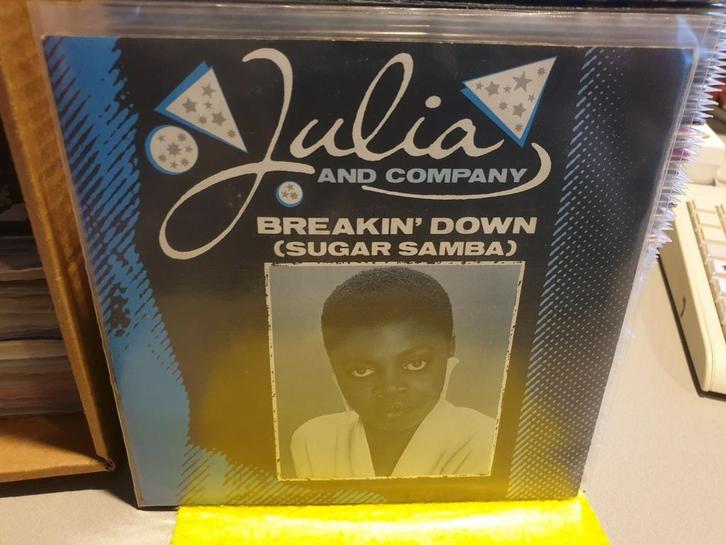 Julia
AND COMPANY
BREAKIN' DOWN
(SUGAR SAMBA)